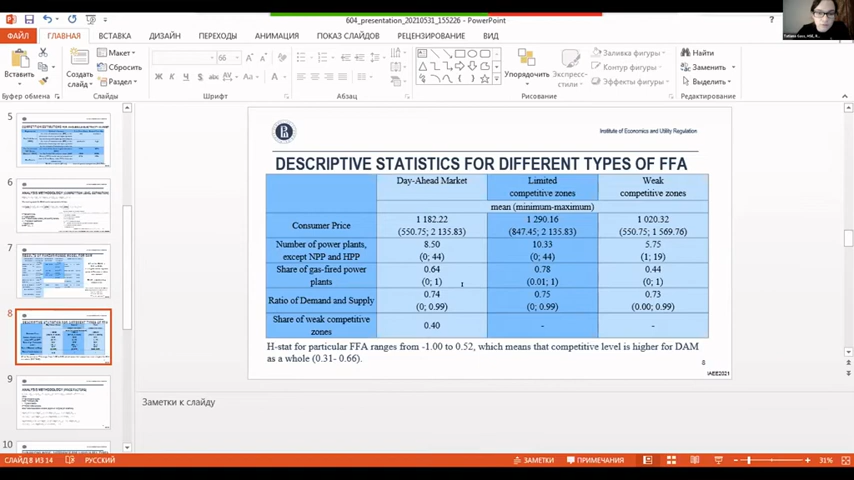 604_presentation_20210531_155226 - PowerPoint
ФАЙЛ ГЛАВНАЯ ВСТАВКА ДИЗАЙН ПЕРЕХОДЫ АНИМАЦИЯ ПОКАЗ СЛАЙДОВ РЕЦЕНЗИРОВАНИЕ ВИД
Вставить
Создать слайд
Макет
Восстановить
Раздел
Упорядочить
Экспресс-стили
Заливка фигуры
Контур фигуры
Эффекты фигуры
Найти
Заменить
Выделить
Буфер обмена
Слайды
Шрифт
Абзац
Рисование
Редактирование
5
6
7
8
9
10
Institute of Economics and Utility Regulation
DESCRIPTIVE STATISTICS FOR DIFFERENT TYPES OF FFA
Day-Ahead Market
Limited competitive zones
Weak competitive zones
mean (minimum-maximum)
Consumer Price
1 182.22 (550.75; 2 135.83)
1 290.16 (847.45; 2 135.83)
1 020.32 (550.75; 1 569.76)
Number of power plants, except NPP and HPP
8.50 (0; 44)
10.33 (0; 44)
5.75 (1; 19)
Share of gas-fired power plants
0.64 (0; 1)
0.78 (0.01; 1)
0.44 (0; 1)
Ratio of Demand and Supply
0.74 (0; 0.99)
0.75 (0; 0.99)
0.73 (0.00; 0.99)
Share of weak competitive zones
0.40
-
-
H-stat for particular FFA ranges from -1.00 to 0.52, which means that competitive level is higher for DAM
as a whole (0.31- 0.66).
8
IAEE2021
Заметки к слайду
СЛАЙД 8 ИЗ 14 РУССКИЙ ЗАМЕТКИ ПРИМЕЧАНИЯ 31%